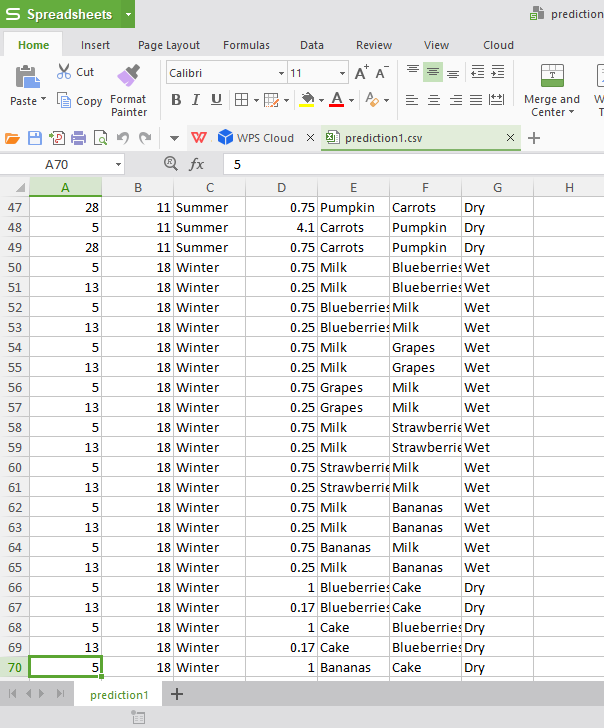 S Spreadsheets prediction
Home Insert Page Layout Formulas Data Review View Cloud
Cut Calibri 11 A+ A-
Paste Copy Format Painter B I U A Merge and Center W T
WPS Cloud prediction1.csv
A70 fx 5
A B C D E F G H
47 28 11 Summer 0.75 Pumpkin Carrots Dry
48 5 11 Summer 4.1 Carrots Pumpkin Dry
49 28 11 Summer 0.75 Carrots Pumpkin Dry
50 5 18 Winter 0.75 Milk Blueberries Wet
51 13 18 Winter 0.25 Milk Blueberries Wet
52 5 18 Winter 0.75 Blueberries Milk Wet
53 13 18 Winter 0.25 Blueberries Milk Wet
54 5 18 Winter 0.75 Milk Grapes Wet
55 13 18 Winter 0.25 Milk Grapes Wet
56 5 18 Winter 0.75 Grapes Milk Wet
57 13 18 Winter 0.25 Grapes Milk Wet
58 5 18 Winter 0.75 Milk Strawberrie Wet
59 13 18 Winter 0.25 Milk Strawberrie Wet
60 5 18 Winter 0.75 Strawberrie Milk Wet
61 13 18 Winter 0.25 Strawberrie Milk Wet
62 5 18 Winter 0.75 Milk Bananas Wet
63 13 18 Winter 0.25 Milk Bananas Wet
64 5 18 Winter 0.75 Bananas Milk Wet
65 13 18 Winter 0.25 Milk Bananas Wet
66 5 18 Winter 1 Blueberries Cake Dry
67 13 18 Winter 0.17 Blueberries Cake Dry
68 5 18 Winter 1 Cake Blueberries Dry
69 13 18 Winter 0.17 Cake Blueberries Dry
70 5 18 Winter 1 Bananas Cake Dry
prediction1